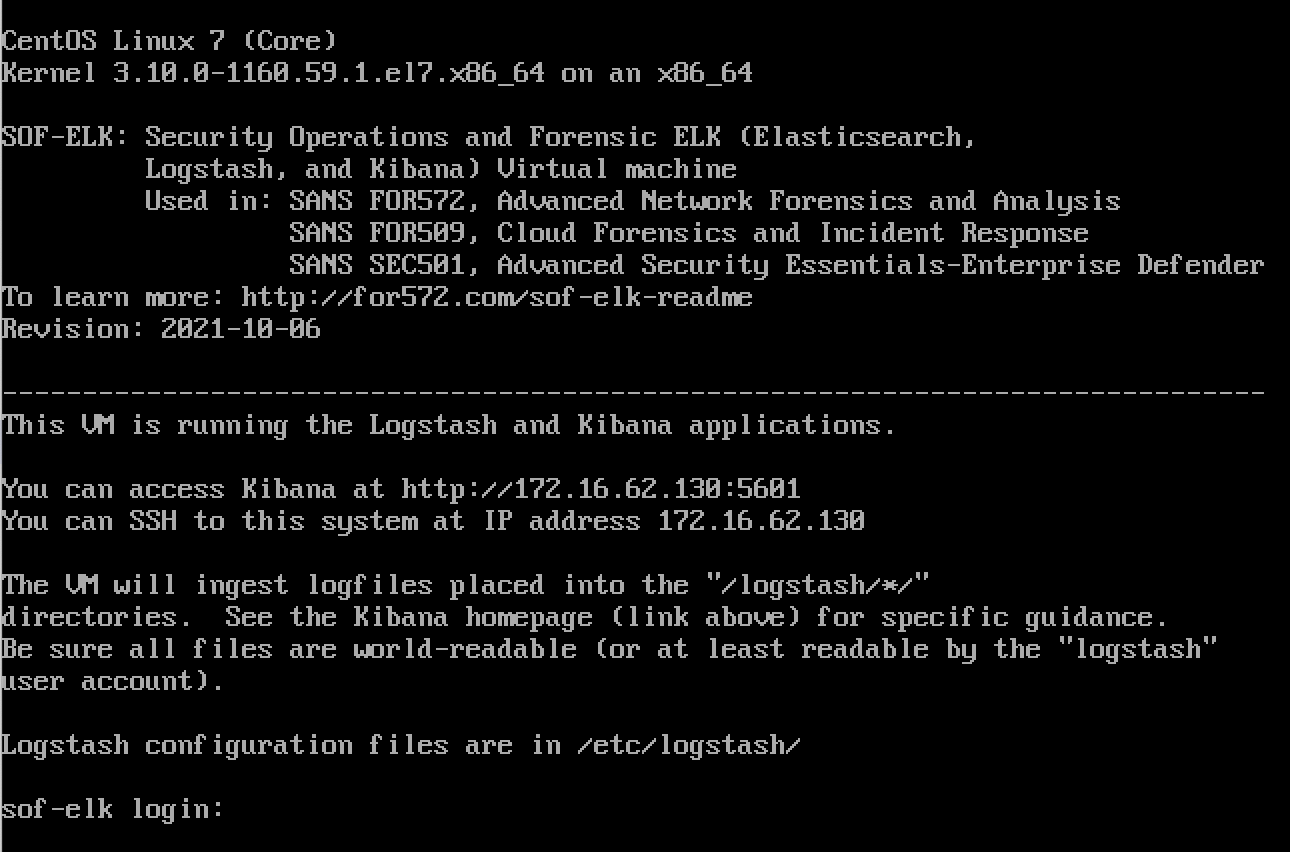 CentOS Linux 7 (Core)
Kernel 3.10.0-1160.59.1.el7.x86_64 on an x86_64
SOF-ELK: Security Operations and Forensic ELK (Elasticsearch,
Logstash, and Kibana) Virtual machine
Used in: SANS FOR572, Advanced Network Forensics and Analysis
SANS FOR509, Cloud Forensics and Incident Response
SANS SEC501, Advanced Security Essentials-Enterprise Defender
To learn more: http://for572.com/sof-elk-readme
Revision: 2021-10-06
-------------------------------------------------------------------------------
This VM is running the Logstash and Kibana applications.
You can access Kibana at http://172.16.62.130:5601
You can SSH to this system at IP address 172.16.62.130
The VM will ingest logfiles placed into the "/logstash/*/"
directories.  See the Kibana homepage (link above) for specific guidance.
Be sure all files are world-readable (or at least readable by the "logstash"
user account).
Logstash configuration files are in /etc/logstash/
sof-elk login: